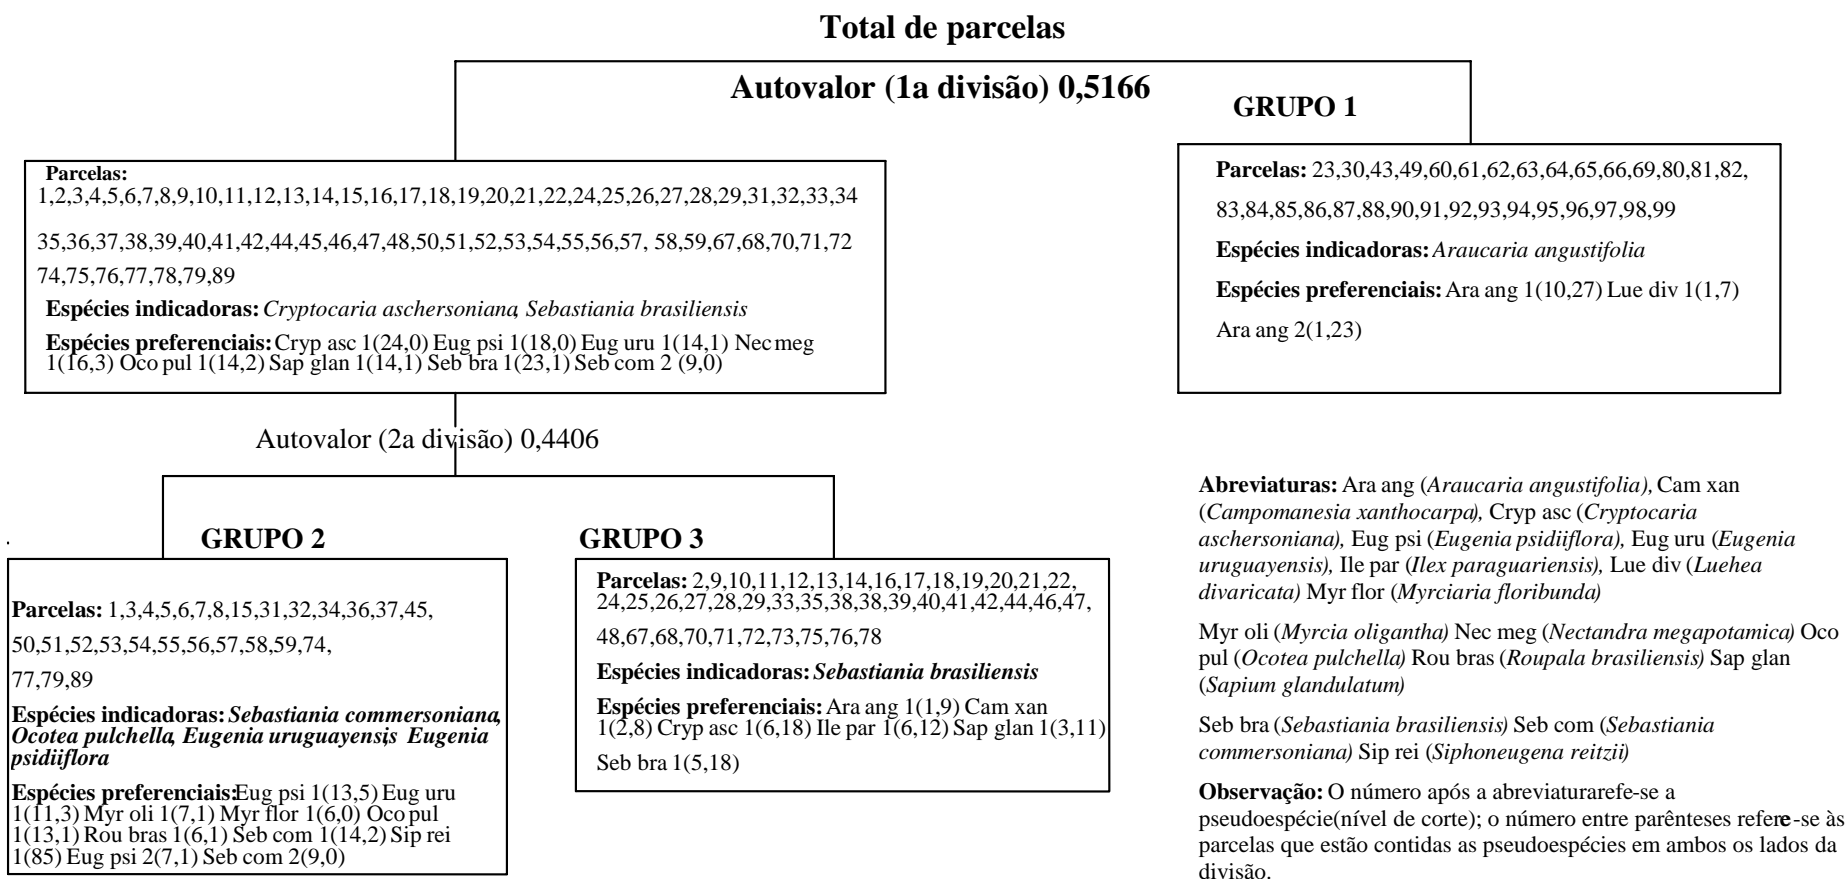 Total de parcelas
Autovalor (1a divisão) 0,5166
GRUPO 1
Parcelas:
1,2,3,4,5,6,7,8,9,10,11,12,13,14,15,16,17,18,19,20,21,22,24,25,26,27,28,29,31,32,33,34
35,36,37,38,39,40,41,42,44,45,46,47,48,50,51,52,53,54,55,56,57, 58,59,67,68,70,71,72
74,75,76,77,78,79,89
Espécies indicadoras: Cryptocaria aschersoniana, Sebastiania brasiliensis
Espécies preferenciais: Cryp asc 1(24,0) Eug psi 1(18,0) Eug uru 1(14,1) Nec meg
1(16,3) Oco pul 1(14,2) Sap glan 1(14,1) Seb bra 1(23,1) Seb com 2 (9,0)
Parcelas: 23,30,43,49,60,61,62,63,64,65,66,69,80,81,82,
83,84,85,86,87,88,90,91,92,93,94,95,96,97,98,99
Espécies indicadoras: Araucaria angustifolia
Espécies preferenciais: Ara ang 1(10,27) Lue div 1(1,7)
Ara ang 2(1,23)
Autovalor (2a divisão) 0,4406
GRUPO 2
.
Parcelas: 1,3,4,5,6,7,8,15,31,32,34,36,37,45,
50,51,52,53,54,55,56,57,58,59,74,
77,79,89
Espécies indicadoras: Sebastiania commersoniana,
Ocotea pulchella, Eugenia uruguayensis, Eugenia
psidiiflora
Espécies preferenciais: Eug psi 1(13,5) Eug uru
1(11,3) Myr oli 1(7,1) Myr flor 1(6,0) Oco pul
1(13,1) Rou bras 1(6,1) Seb com 1(14,2) Sip rei
1(85) Eug psi 2(7,1) Seb com 2(9,0)
GRUPO 3
Parcelas: 2,9,10,11,12,13,14,16,17,18,19,20,21,22,
24,25,26,27,28,29,33,35,38,38,39,40,41,42,44,46,47,
48,67,68,70,71,72,73,75,76,78
Espécies indicadoras: Sebastiania brasiliensis
Espécies preferenciais: Ara ang 1(1,9) Cam xan
1(2,8) Cryp asc 1(6,18) Ile par 1(6,12) Sap glan 1(3,11)
Seb bra 1(5,18)
Abreviaturas: Ara ang (Araucaria angustifolia), Cam xan
(Campomanesia xanthocarpa), Cryp asc (Cryptocaria
aschersoniana), Eug psi (Eugenia psidiiflora), Eug uru (Eugenia
uruguayensis), Ile par (Ilex paraguariensis), Lue div (Luehea
divaricata) Myr flor (Myrciaria floribunda)
Myr oli (Myrcia oligantha) Nec meg (Nectandra megapotamica) Oco
pul (Ocotea pulchella) Rou bras (Roupala brasiliensis) Sap glan
(Sapium glandulatum)
Seb bra (Sebastiania brasiliensis) Seb com (Sebastiania
commersoniana) Sip rei (Siphoneugena reitzii)
Observação: O número após a abreviaturarefe-se a
pseudoespécie(nível de corte); o número entre parênteses refere-se às
parcelas que estão contidas as pseudoespécies em ambos os lados da
divisão.